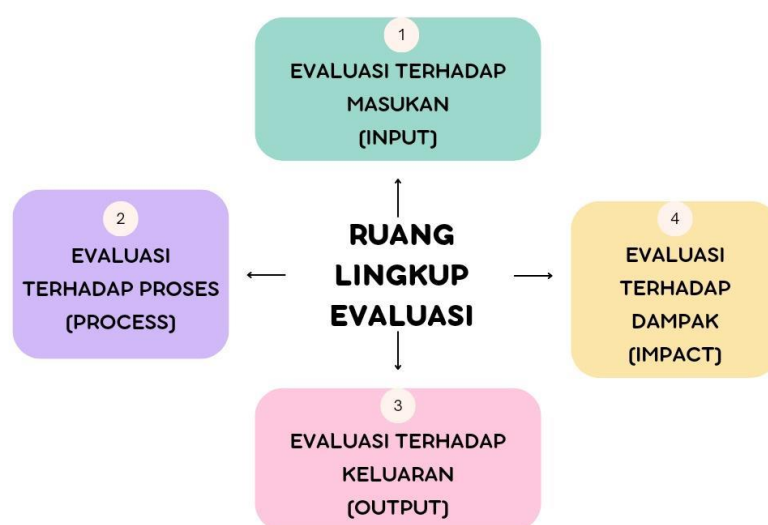 1
EVALUASI TERHADAP
MASUKAN
(INPUT)
2
EVALUASI
TERHADAP PROSES
(PROCESS)
RUANG
LINGKUP
EVALUASI
4
EVALUASI
TERHADAP
DAMPAK
(IMPACT)
3
EVALUASI TERHADAP
KELUARAN
(OUTPUT)